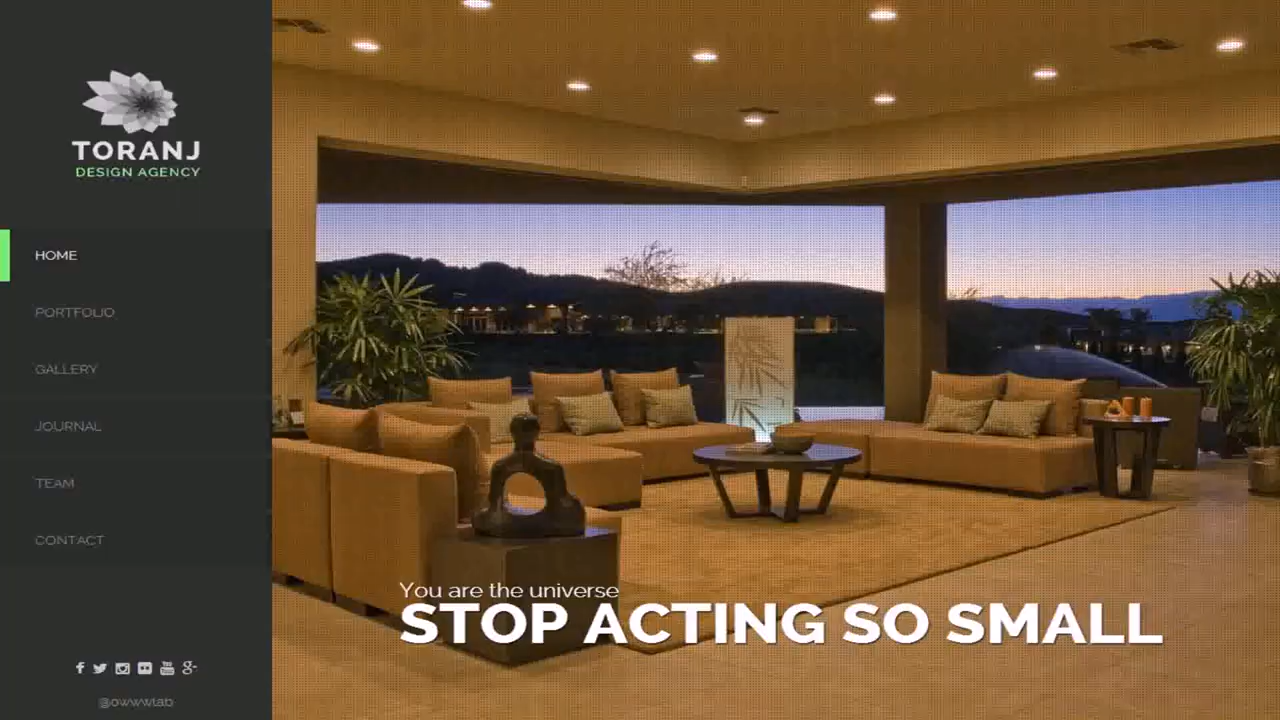 TORANJ
DESIGN AGENCY
HOME
PORTFOLIO
GALLERY
JOURNAL
TEAM
CONTACT
@owwwlab
You are the universe
STOP ACTING SO SMALL